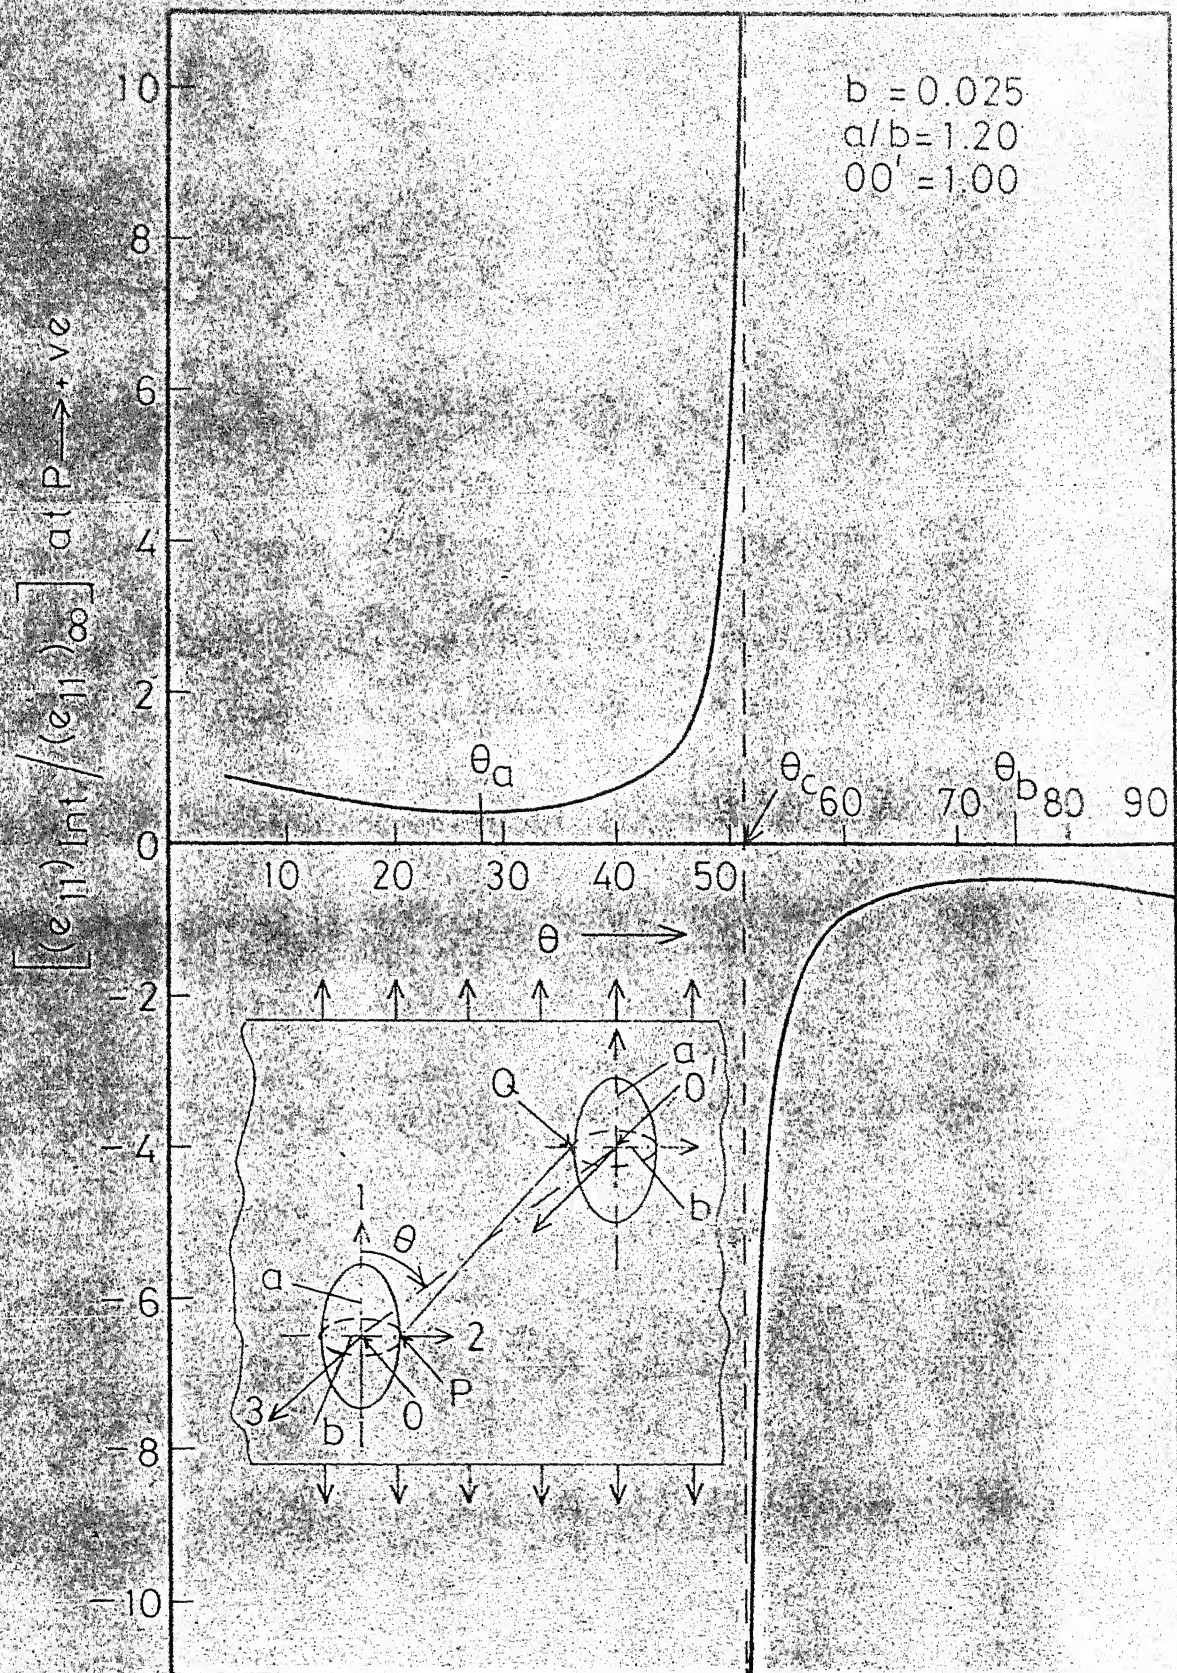 b = 0.025
a/b = 1.20
OO' = 1.00
[(e11)Int / (e11)∞] at P → + ve
10
8
6
4
2
0
-2
-4
-6
-8
-10
θa
θc
θb
60
70
80
90
10
20
30
40
50
θ →
Q
a'
O'
b'
1
θ
a
2
3
b
O
P